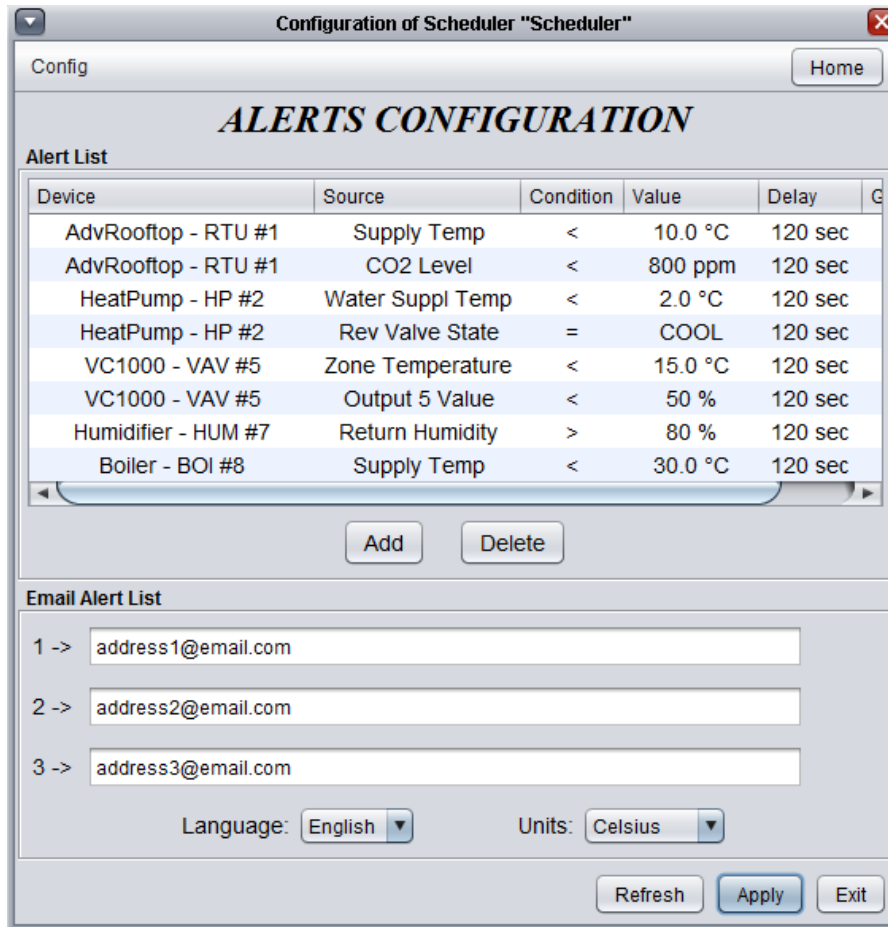 Configuration of Scheduler "Scheduler"
Config Home
ALERTS CONFIGURATION
Alert List
Device Source Condition Value Delay
AdvRooftop - RTU #1 Supply Temp < 10.0 °C 120 sec
AdvRooftop - RTU #1 CO2 Level < 800 ppm 120 sec
HeatPump - HP #2 Water Suppl Temp < 2.0 °C 120 sec
HeatPump - HP #2 Rev Valve State = COOL 120 sec
VC1000 - VAV #5 Zone Temperature < 15.0 °C 120 sec
VC1000 - VAV #5 Output 5 Value < 50 % 120 sec
Humidifier - HUM #7 Return Humidity > 80 % 120 sec
Boiler - BOI #8 Supply Temp < 30.0 °C 120 sec
Add Delete
Email Alert List
1 -> address1@email.com
2 -> address2@email.com
3 -> address3@email.com
Language: English Units: Celsius
Refresh Apply Exit